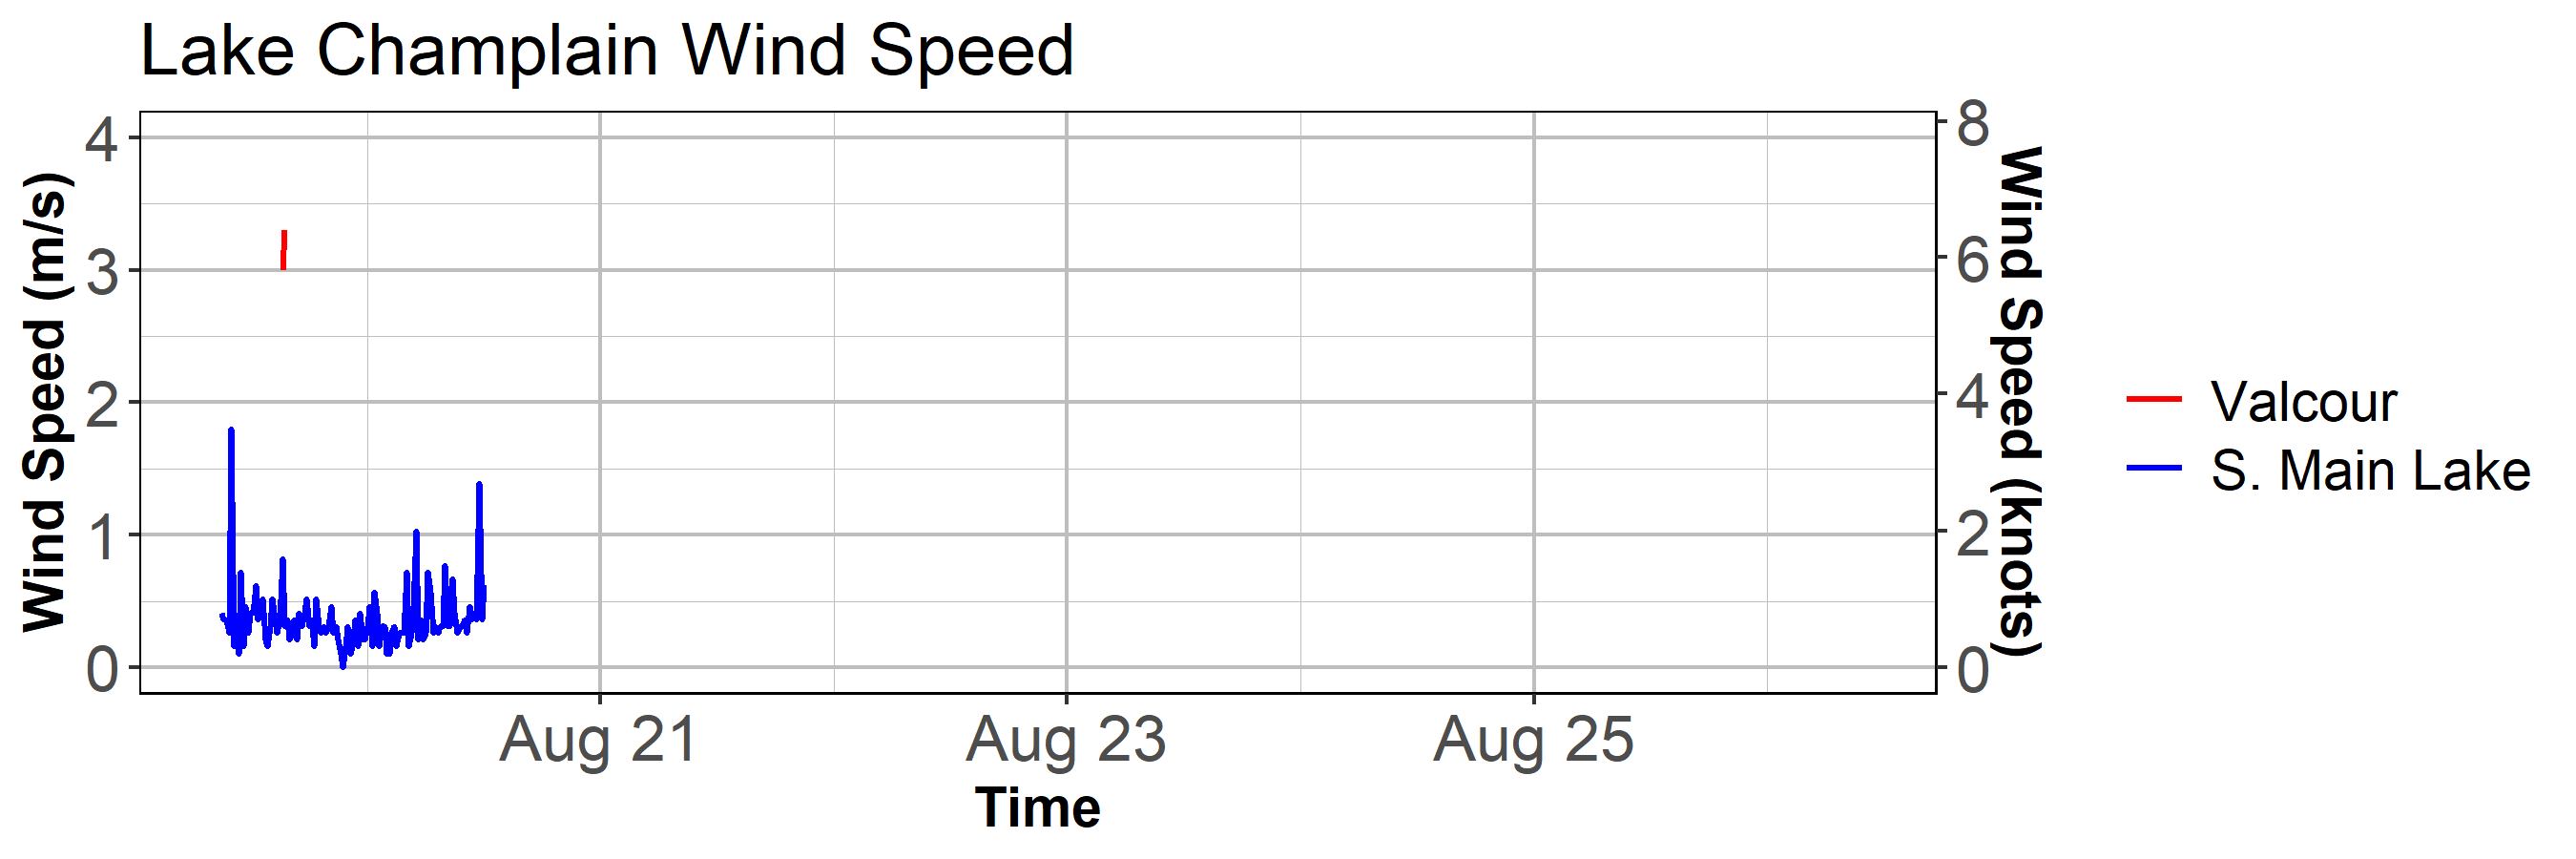 Lake Champlain Wind Speed
Wind Speed (m/s)
4
3
2
1
0
8
6
4
2
0
Wind Speed (knots)
Aug 21
Aug 23
Aug 25
Time
Valcour
S. Main Lake